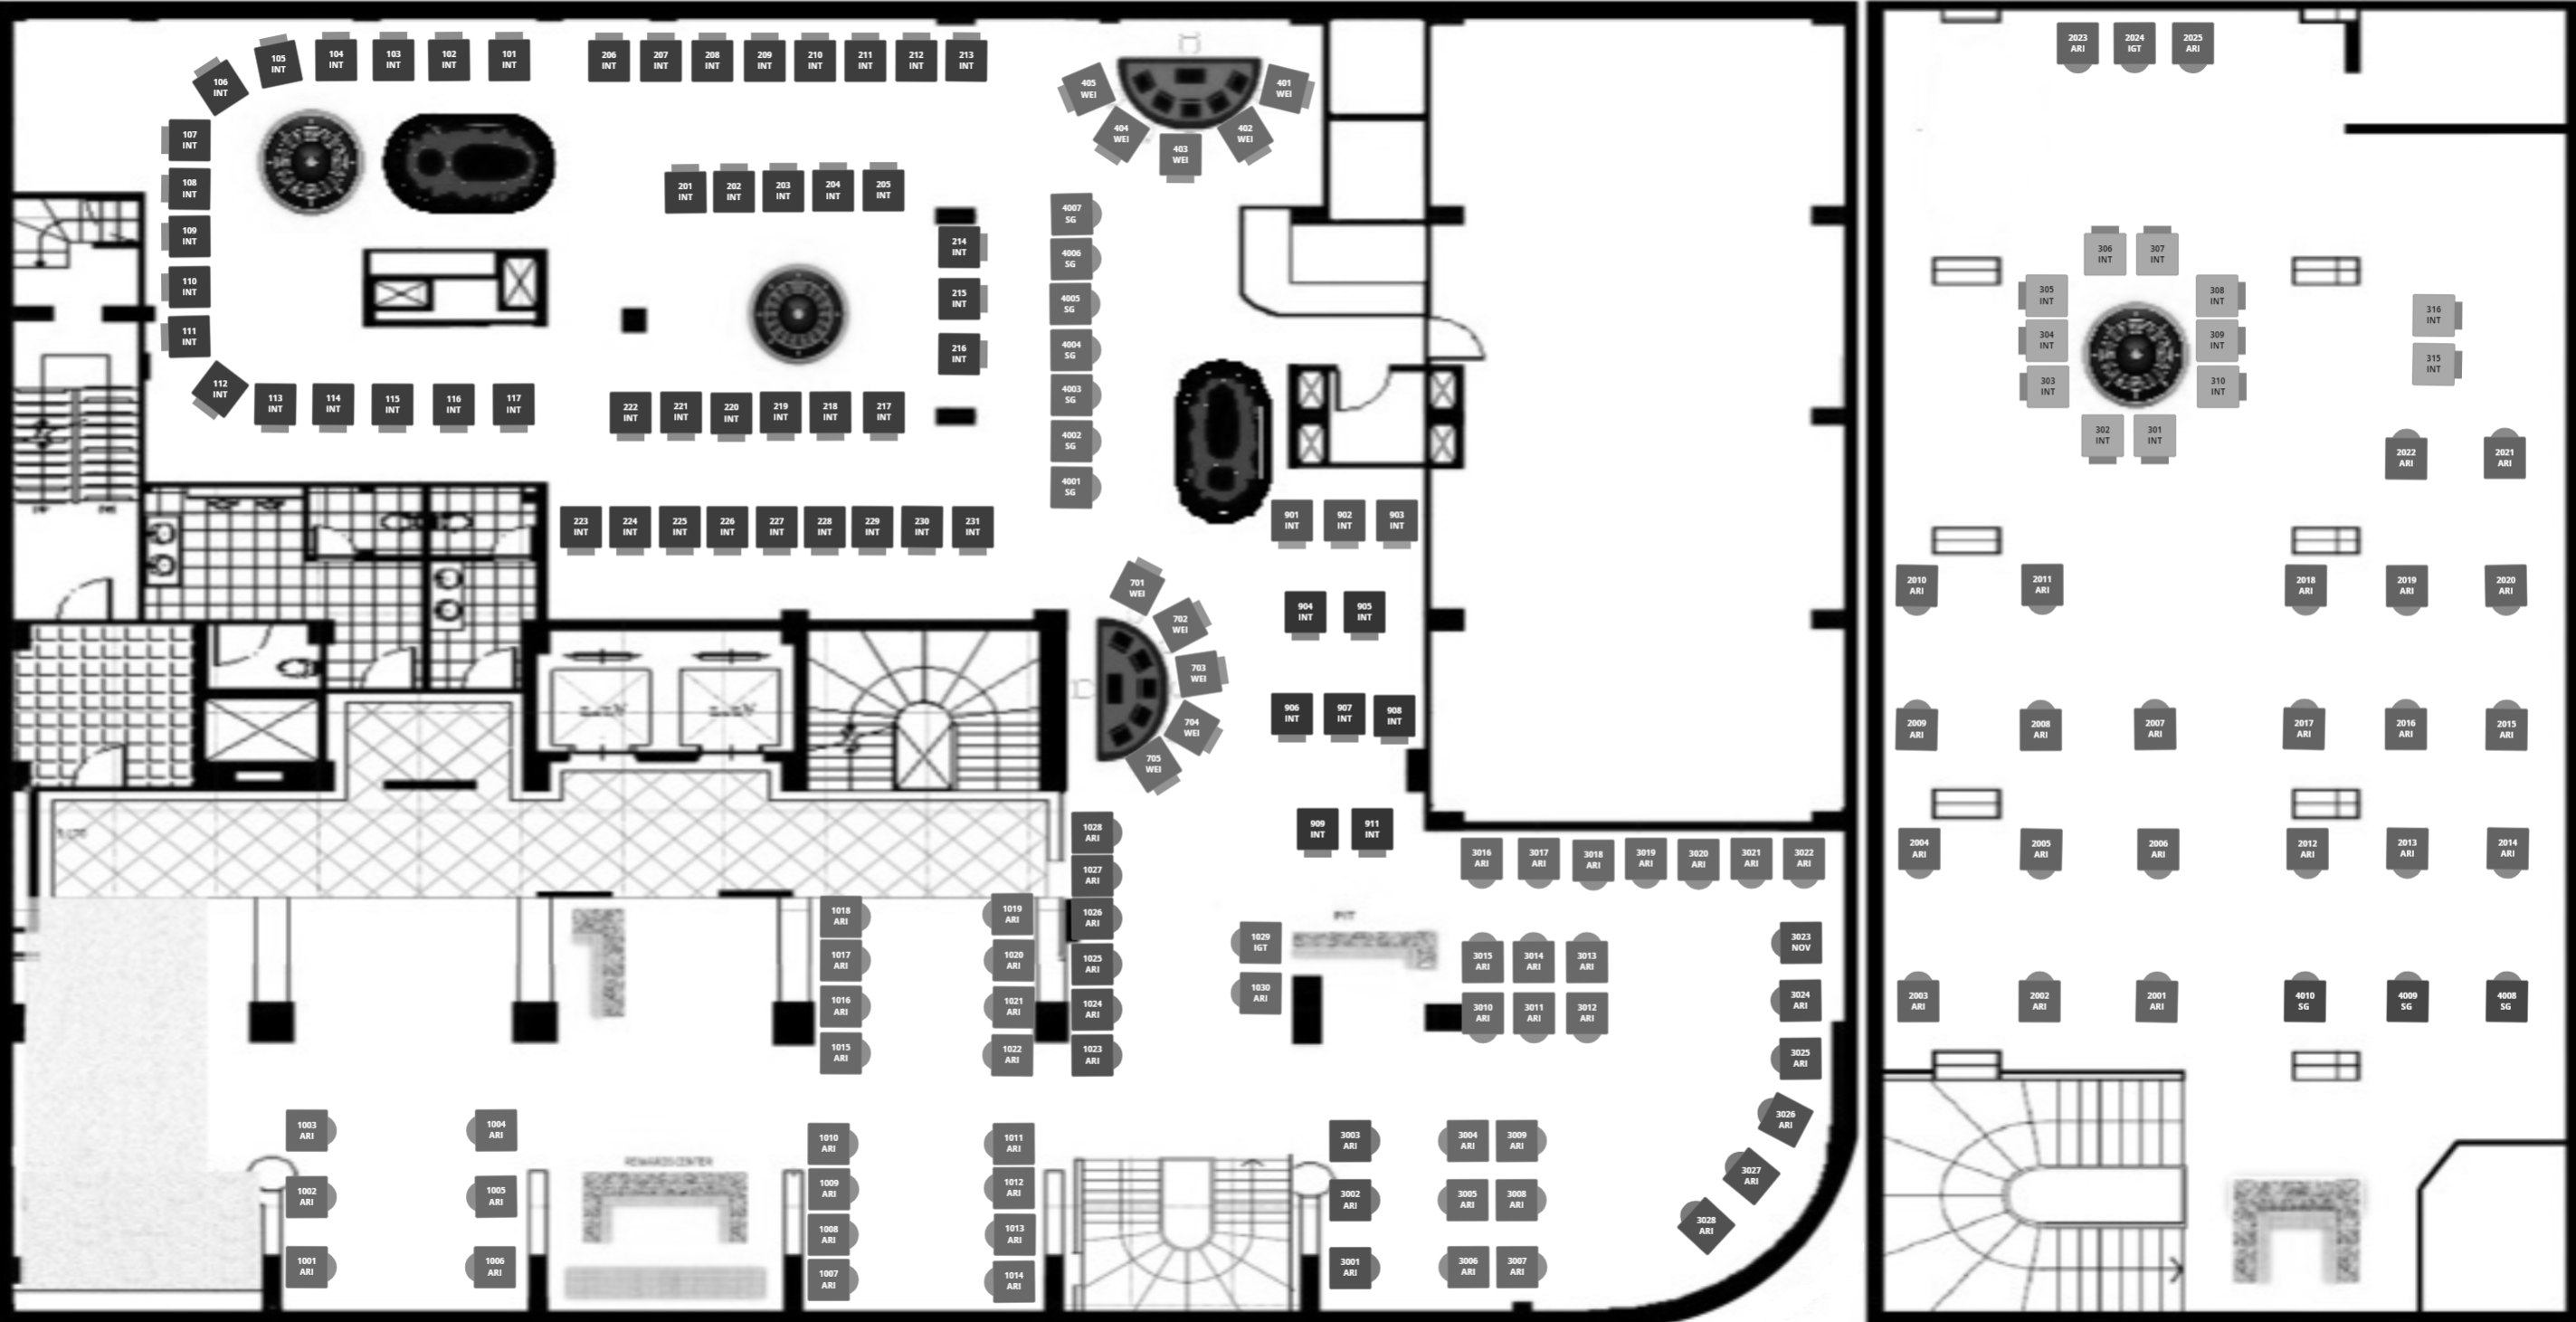 105
INT
104
INT
103
INT
102
INT
101
INT
206
INT
207
INT
208
INT
209
INT
210
INT
211
INT
212
INT
213
INT
106
INT
107
INT
108
INT
109
INT
110
INT
111
INT
112
INT
113
INT
114
INT
115
INT
116
INT
117
INT
201
INT
202
INT
203
INT
204
INT
205
INT
214
INT
215
INT
216
INT
222
INT
221
INT
220
INT
219
INT
218
INT
217
INT
223
INT
224
INT
225
INT
226
INT
227
INT
228
INT
229
INT
230
INT
231
INT
405
WEI
404
WEI
403
WEI
402
WEI
401
WEI
4007
SG
4006
SG
4005
SG
4004
SG
4003
SG
4002
SG
4001
SG
901
INT
902
INT
903
INT
904
INT
905
INT
906
INT
907
INT
908
INT
909
INT
911
INT
701
WEI
702
WEI
703
WEI
704
WEI
705
WEI
1028
ARI
1027
ARI
1026
ARI
1025
ARI
1024
ARI
1023
ARI
1018
ARI
1017
ARI
1016
ARI
1015
ARI
1019
ARI
1020
ARI
1021
ARI
1022
ARI
1003
ARI
1002
ARI
1001
ARI
1004
ARI
1005
ARI
1006
ARI
REWARDS CENTER
1010
ARI
1009
ARI
1008
ARI
1007
ARI
1011
ARI
1012
ARI
1013
ARI
1014
ARI
1029
IGT
1030
ARI
PIT
3016
ARI
3017
ARI
3018
ARI
3019
ARI
3020
ARI
3021
ARI
3022
ARI
3015
ARI
3014
ARI
3013
ARI
3010
ARI
3011
ARI
3012
ARI
3023
NOV
3024
ARI
3025
ARI
3026
ARI
3027
ARI
3028
ARI
3003
ARI
3002
ARI
3001
ARI
3004
ARI
3009
ARI
3005
ARI
3008
ARI
3006
ARI
3007
ARI
2023
ARI
2024
IGT
2025
ARI
306
INT
307
INT
305
INT
304
INT
303
INT
308
INT
309
INT
310
INT
302
INT
301
INT
316
INT
315
INT
2022
ARI
2021
ARI
2010
ARI
2011
ARI
2018
ARI
2019
ARI
2020
ARI
2009
ARI
2008
ARI
2007
ARI
2017
ARI
2016
ARI
2015
ARI
2004
ARI
2005
ARI
2006
ARI
2012
ARI
2013
ARI
2014
ARI
2003
ARI
2002
ARI
2001
ARI
4010
SG
4009
SG
4008
SG